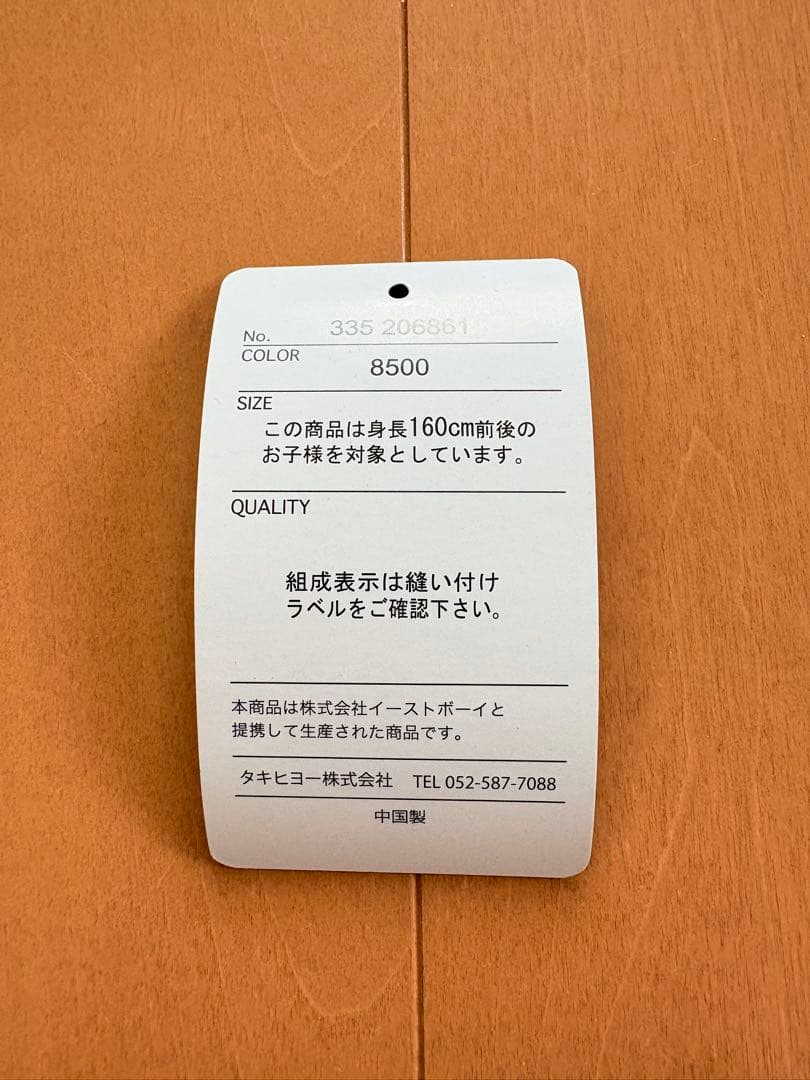 No. 335 206861
COLOR
8500
SIZE
この商品は身長160cm前後の
お子様を対象としています。
QUALITY
組成表示は縫い付け
ラベルをご確認下さい。
本商品は株式会社イーストボーイと
提携して生産された商品です。
タキヒヨー株式会社 TEL 052-587-7088
中国製